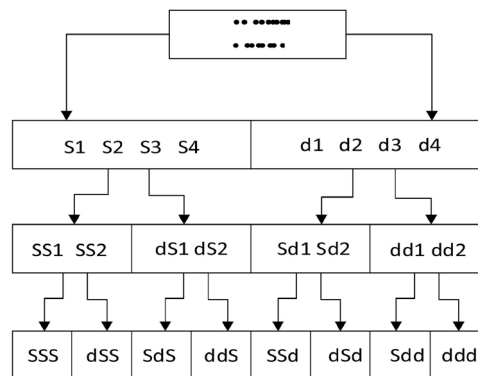 S1 S2 S3 S4 d1 d2 d3 d4
SS1 SS2 dS1 dS2 Sd1 Sd2 dd1 dd2
SSS dSS SdS ddS SSd dSd Sdd ddd